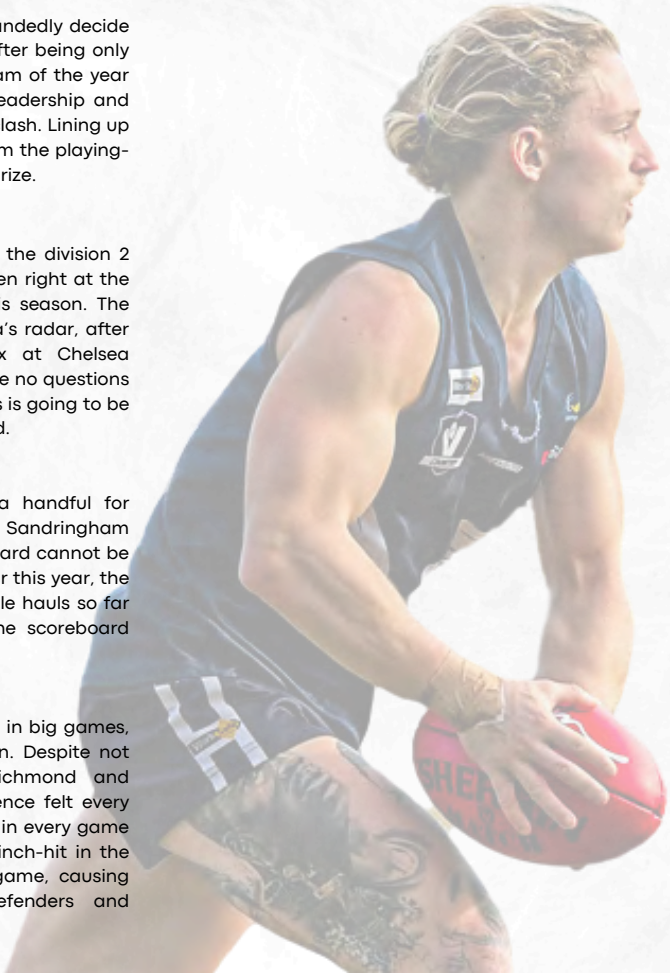 ndedly decide
fter being only
am of the year
eadership and
lash. Lining up
m the playing-
rize.
the division 2
en right at the
is season. The
a's radar, after
x at Chelsea
e no questions
s is going to be
d.
a handful for
Sandringham
ard cannot be
r this year, the
le hauls so far
he scoreboard
in big games,
n. Despite not
ichmond and
ence felt every
in every game
inch-hit in the
game, causing
efenders and
SHER